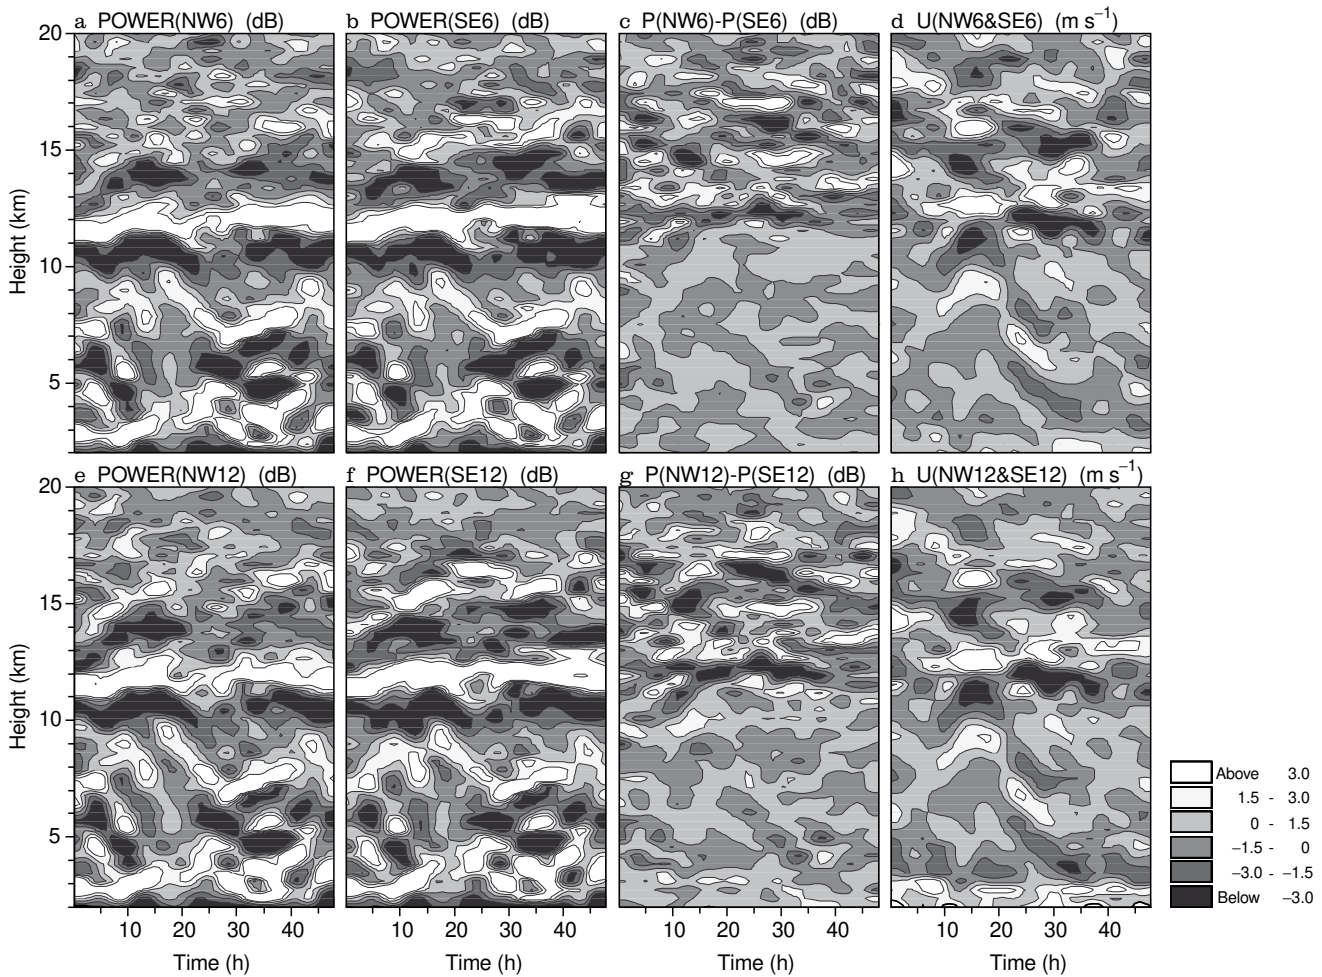 a POWER(NW6) (dB)
b POWER(SE6) (dB)
c P(NW6)-P(SE6) (dB)
d U(NW6&SE6) (m s⁻¹)
20
15
10
5
Height (km)
e POWER(NW12) (dB)
f POWER(SE12) (dB)
g P(NW12)-P(SE12) (dB)
h U(NW12&SE12) (m s⁻¹)
20
15
10
5
Height (km)
10 20 30 40
10 20 30 40
10 20 30 40
10 20 30 40
Time (h)
Time (h)
Time (h)
Time (h)
Above 3.0
1.5 - 3.0
0 - 1.5
−1.5 - 0
−3.0 - −1.5
Below −3.0